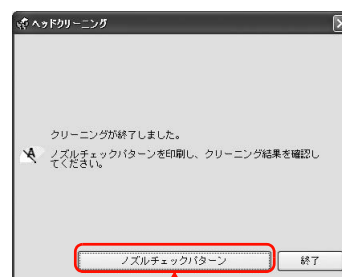 ヘッドクリーニング
クリーニングが終了しました。
ノズルチェックパターンを印刷し、クリーニング結果を確認し
てください。
ノズルチェックパターン
終了